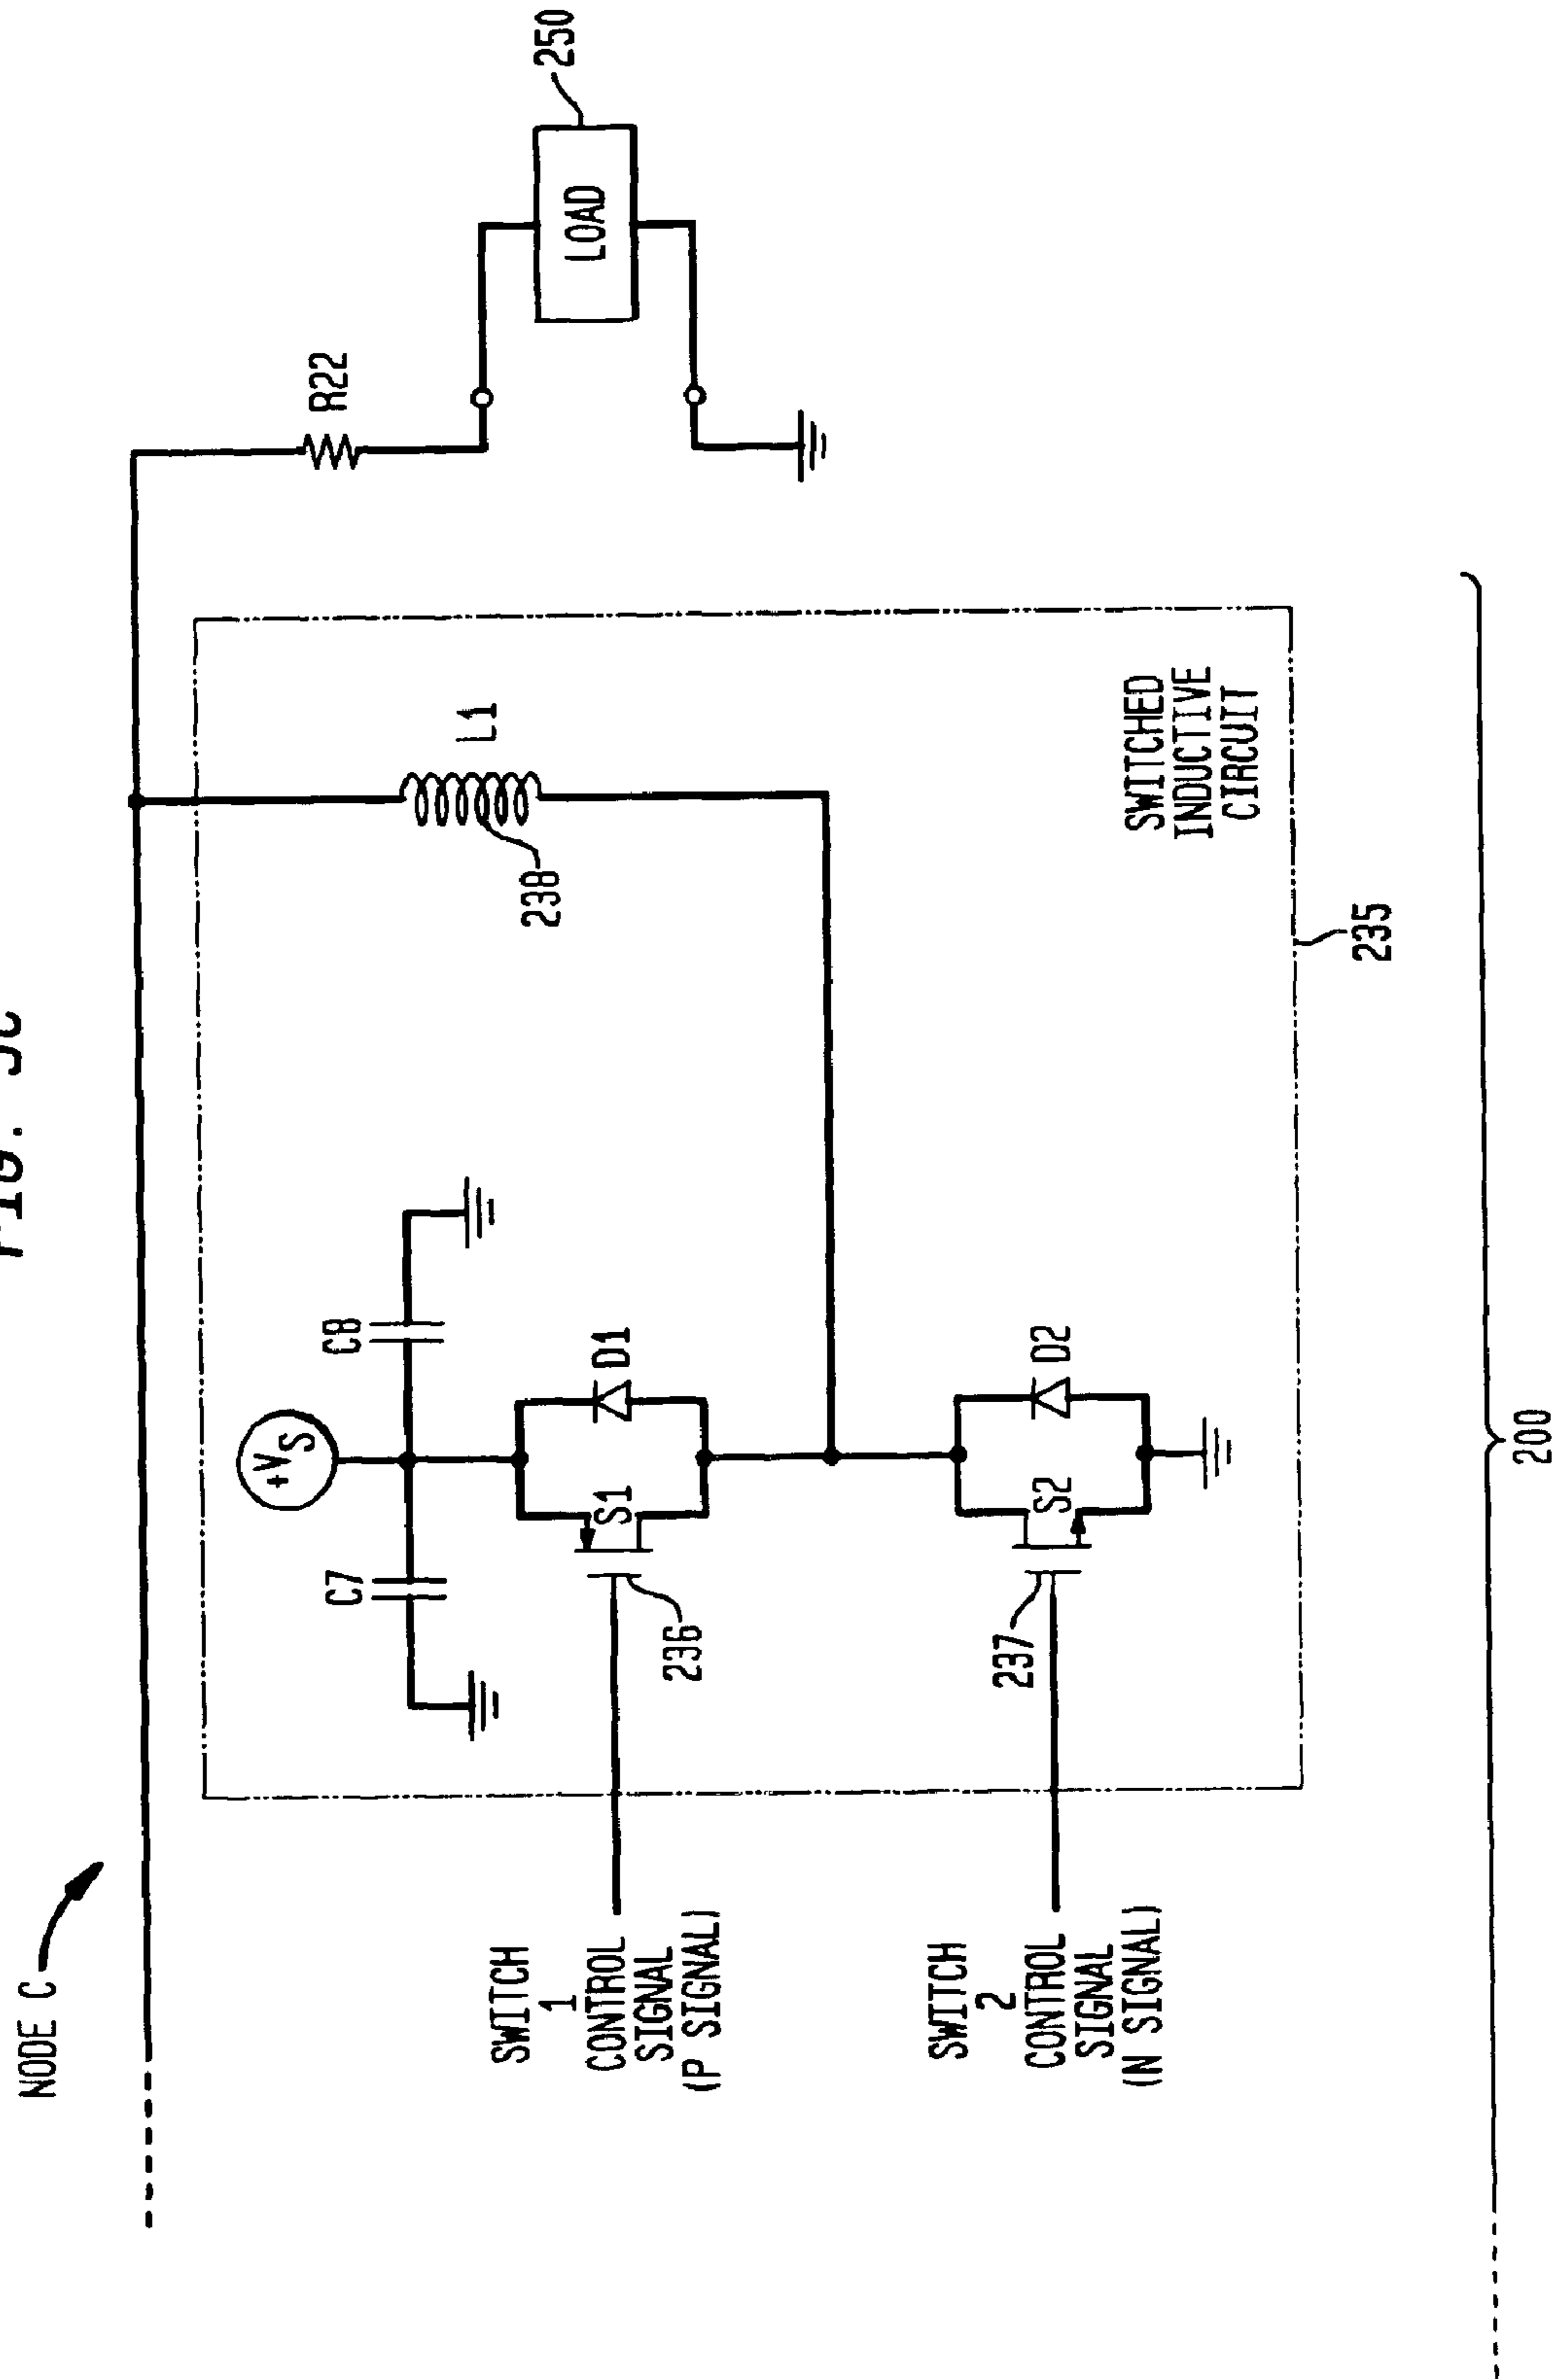 FIG. 3C
NODE C
R22
250
LOAD
+VS
C7
C8
L1
238
S1
D1
236
SWITCH
1
CONTROL
SIGNAL
(P SIGNAL)
S2
D2
237
SWITCH
2
CONTROL
SIGNAL
(N SIGNAL)
SWITCHED
INDUCTIVE
CIRCUIT
235
200